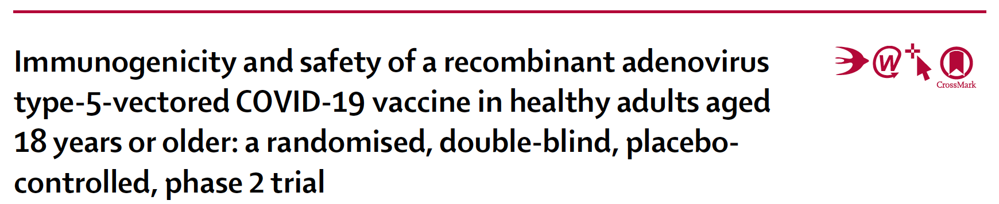 Immunogenicity and safety of a recombinant adenovirus
type-5-vectored COVID-19 vaccine in healthy adults aged
18 years or older: a randomised, double-blind, placebo-
controlled, phase 2 trial
W
CrossMark